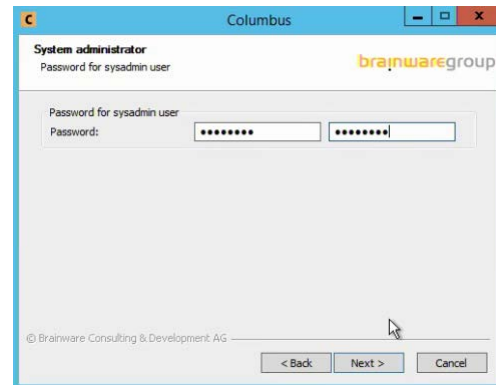 C
Columbus
System administrator
Password for sysadmin user
brainwaregroup
Password for sysadmin user
Password:
•••••••• ••••••••
© Brainware Consulting & Development AG
< Back Next > Cancel